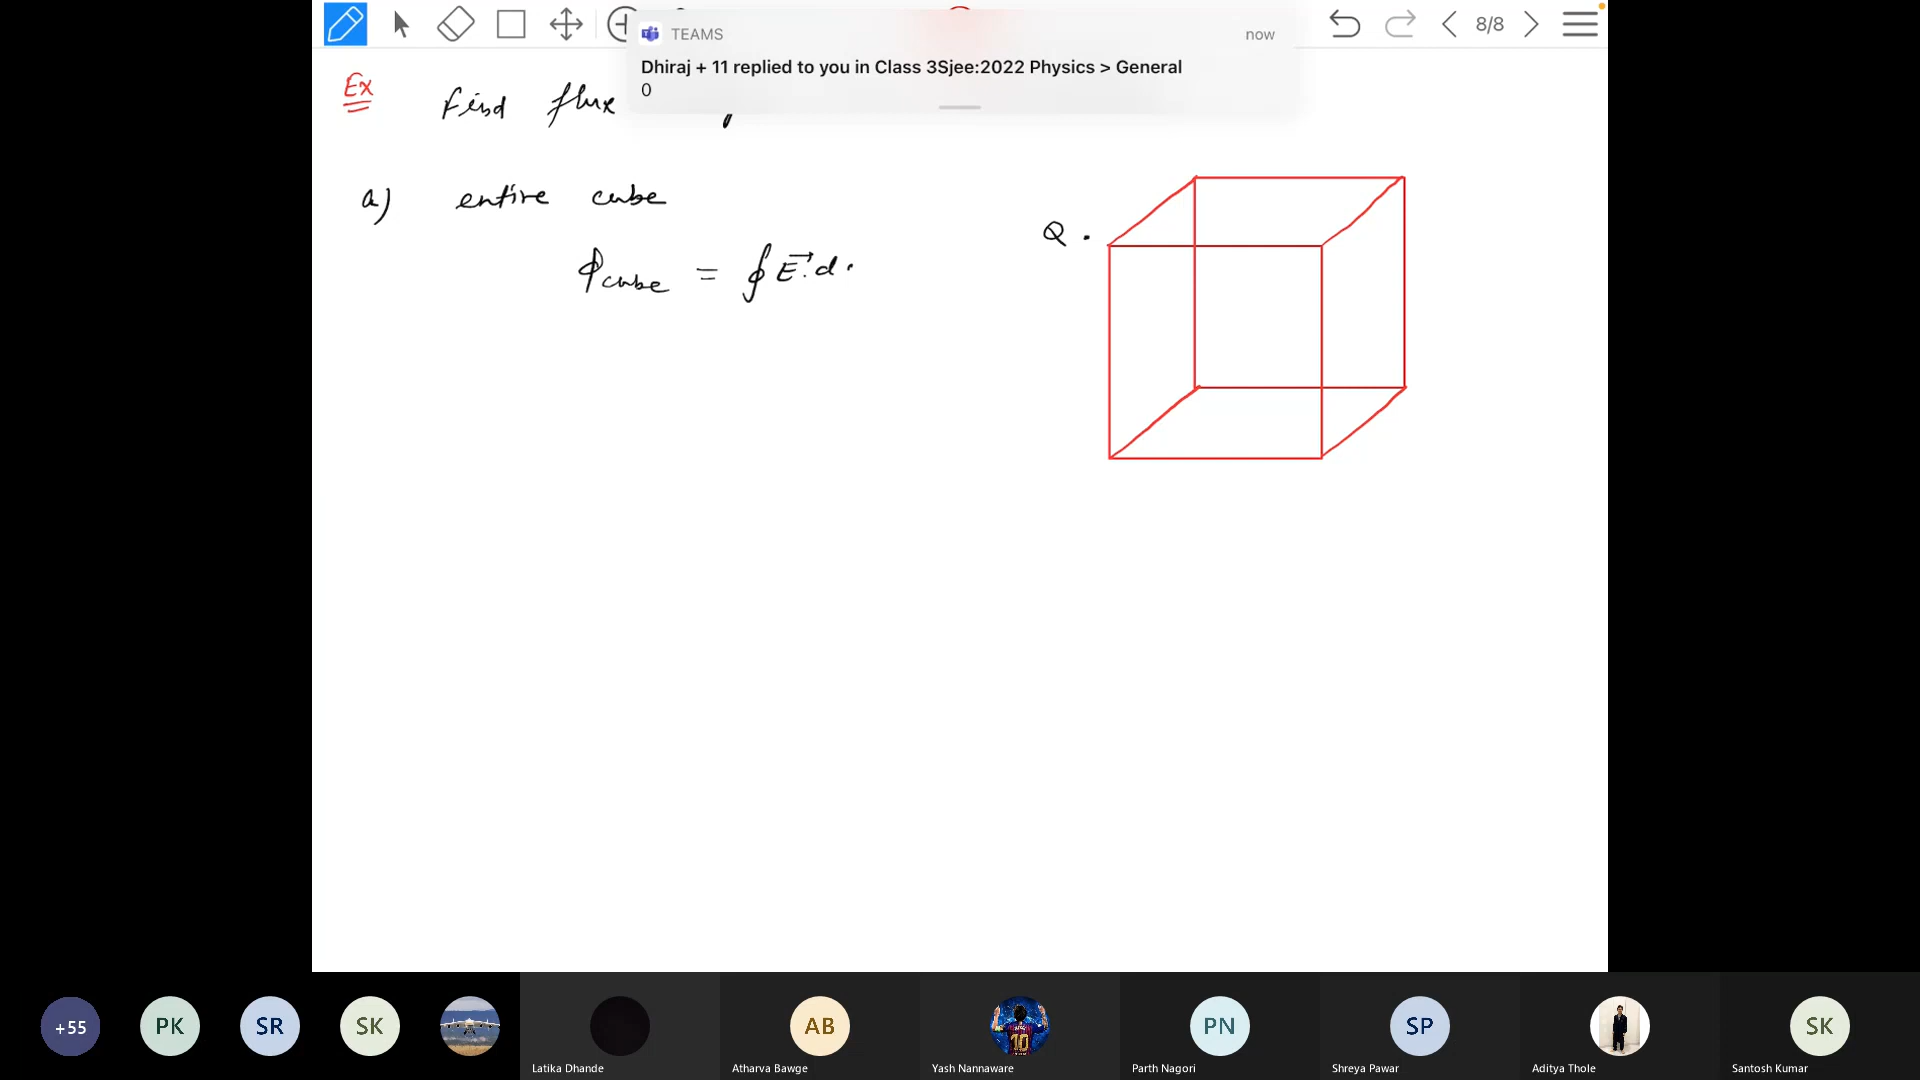 8/8
TEAMS
now
Dhiraj + 11 replied to you in Class 3Sjee:2022 Physics > General
0
Ex
Find flux
a) entire cube
Q .
ϕcube = ∮ E⃗.d
+55
PK
SR
SK
AB
10
PN
SP
SK
Latika Dhande
Atharva Bawge
Yash Nannaware
Parth Nagori
Shreya Pawar
Aditya Thole
Santosh Kumar